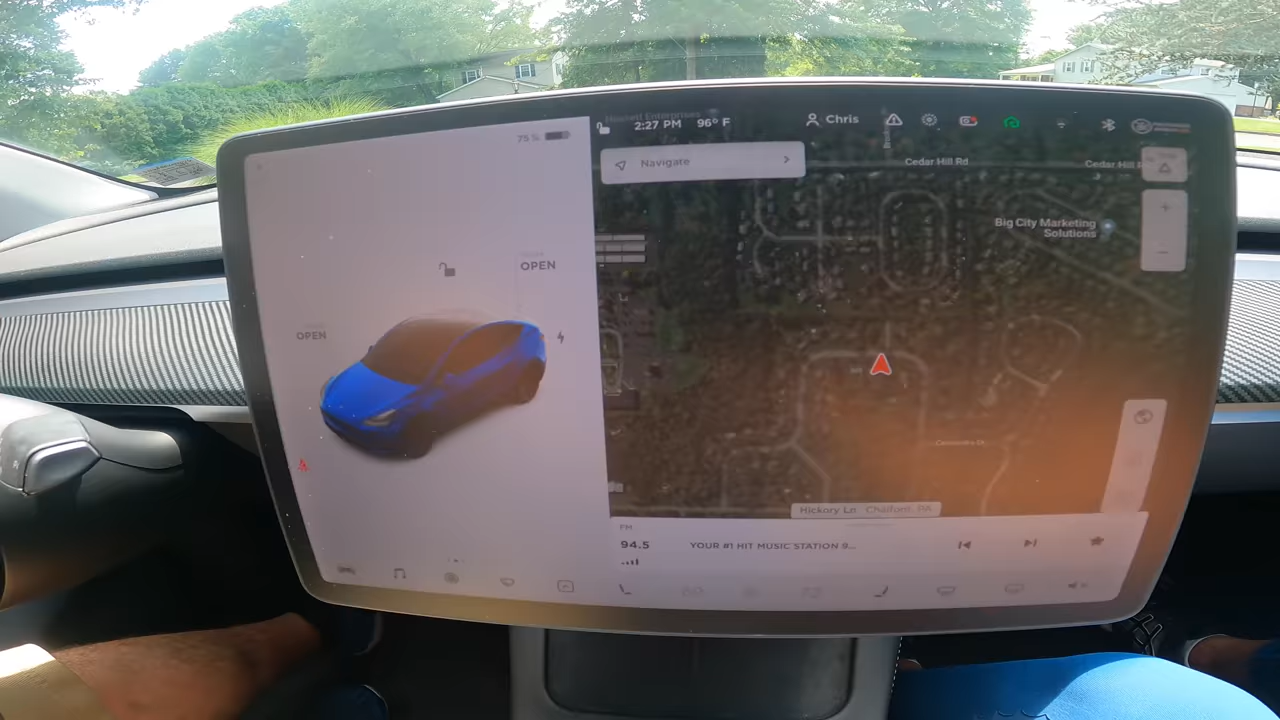 75 %
2:27 PM 96° F
Chris
Navigate
Cedar Hill Rd
Cedar Hill R
Big City Marketing
Solutions
OPEN
OPEN
Hickory Ln Chalfont, PA
FM
94.5
YOUR #1 HIT MUSIC STATION 9...